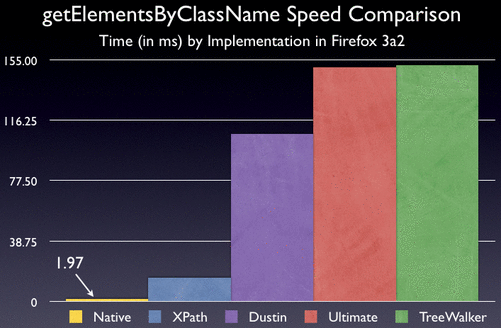 getElementsByClassName Speed Comparison
Time (in ms) by Implementation in Firefox 3a2
155.00
116.25
77.50
38.75
1.97
0
Native XPath Dustin Ultimate TreeWalker